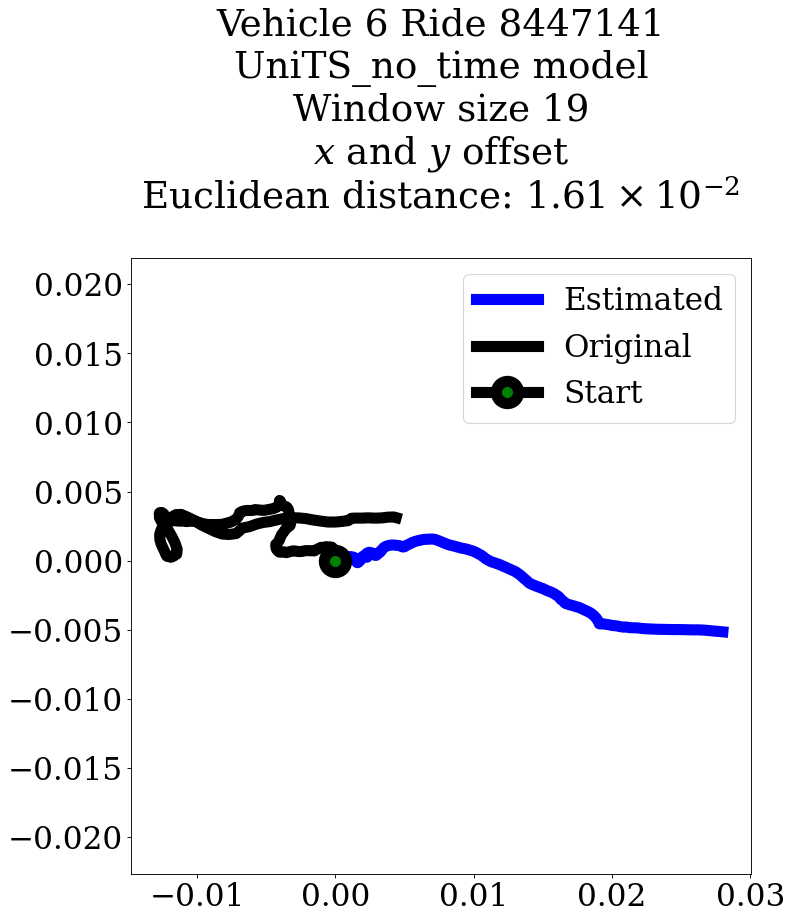 Vehicle 6 Ride 8447141
UniTS_no_time model
Window size 19
x and y offset
Euclidean distance: 1.61 × 10⁻²
Estimated
Original
Start
0.020
0.015
0.010
0.005
0.000
−0.005
−0.010
−0.015
−0.020
−0.01 0.00 0.01 0.02 0.03